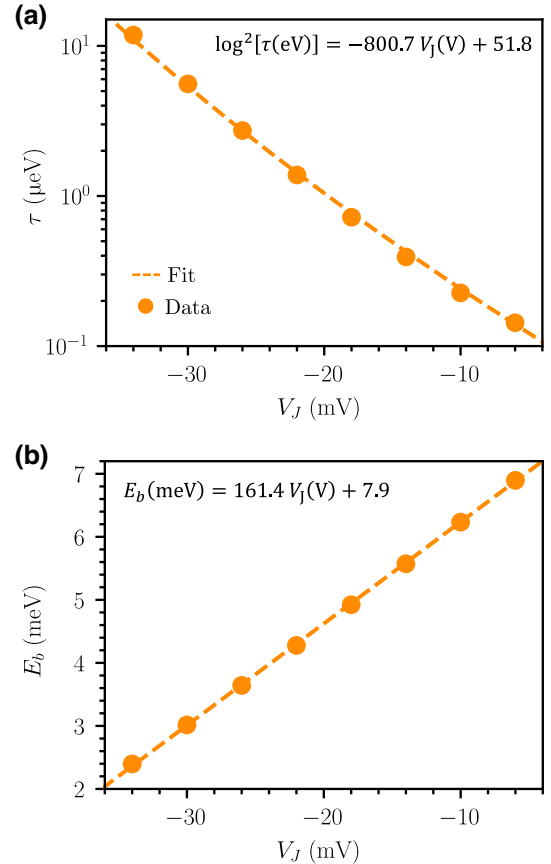 (a)
log²[τ(eV)] = −800.7 V_J(V) + 51.8
10¹
10⁰
10⁻¹
τ (μeV)
Fit
Data
−30
−20
−10
V_J (mV)
(b)
E_b(meV) = 161.4 V_J(V) + 7.9
7
6
5
4
3
2
E_b (meV)
−30
−20
−10
V_J (mV)